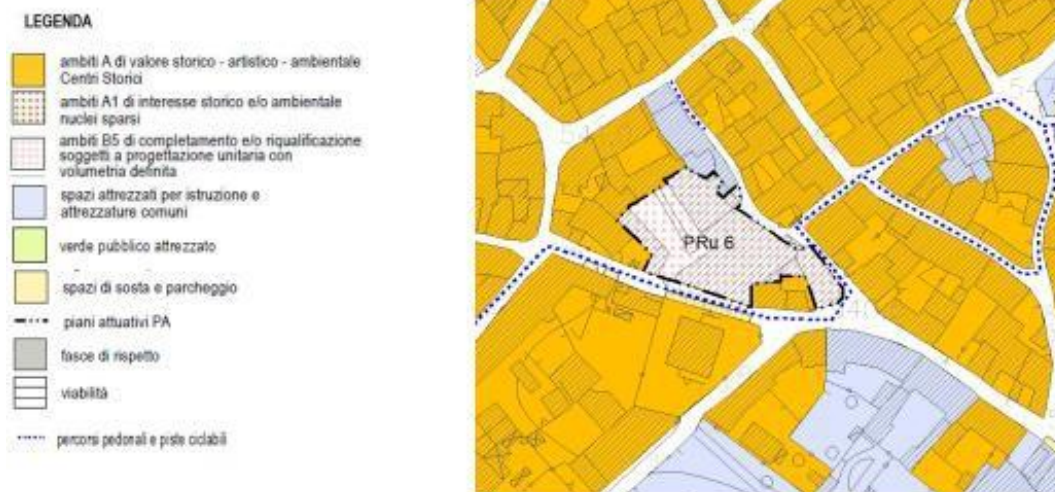 LEGENDA
ambiti A di valore storico - artistico - ambientale
Centri Storici
ambiti A1 di interesse storico e/o ambientale
nuclei sparsi
ambiti B5 di completamento e/o riqualificazione
soggetti a progettazione unitaria con
volumetria definita
spazi attrezzati per istruzione e
attrezzature comuni
verde pubblico attrezzato
spazi di sosta e parcheggio
piani attuativi PA
fasce di rispetto
viabilità
percorsi pedonali e piste ciclabili
PRu 6